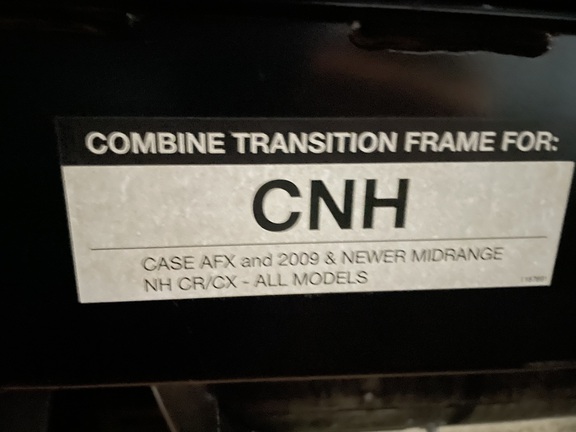 COMBINE TRANSITION FRAME FOR:
CNH
CASE AFX and 2009 & NEWER MIDRANGE
NH CR/CX - ALL MODELS